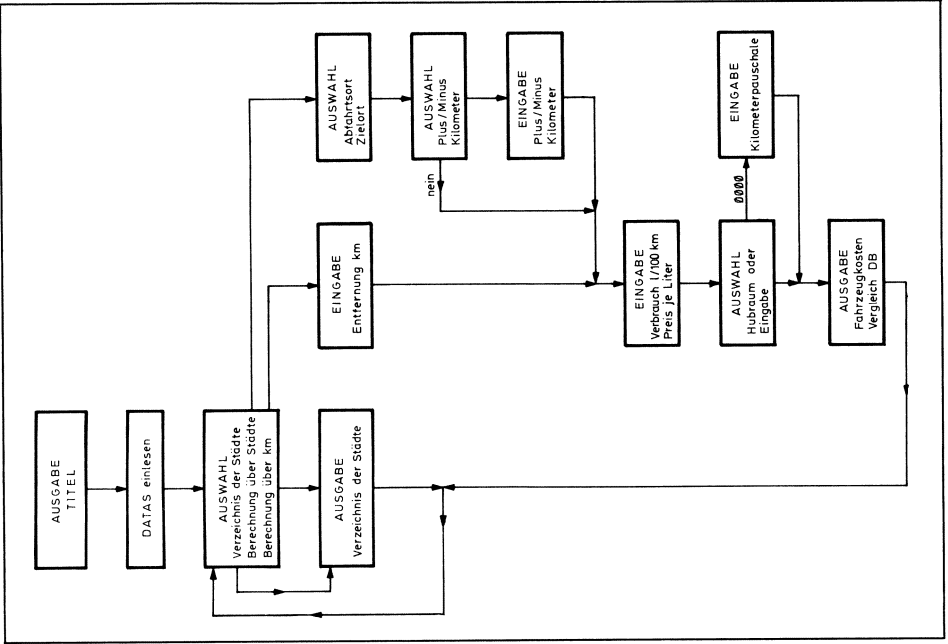 AUSGABE
TITEL
DATAS einlesen
AUSWAHL
Verzeichnis der Städte
Berechnung über Städte
Berechnung über km
AUSGABE
Verzeichnis der Städte
EINGABE
Entfernung km
AUSWAHL
Abfahrtsort
Zielort
AUSWAHL
Plus/Minus
Kilometer
nein
EINGABE
Plus/Minus
Kilometer
EINGABE
Verbrauch l/100 km
Preis je Liter
AUSWAHL
Hubraum oder
Eingabe
0000
EINGABE
Kilometerpauschale
AUSGABE
Fahrzeugkosten
Vergleich DB